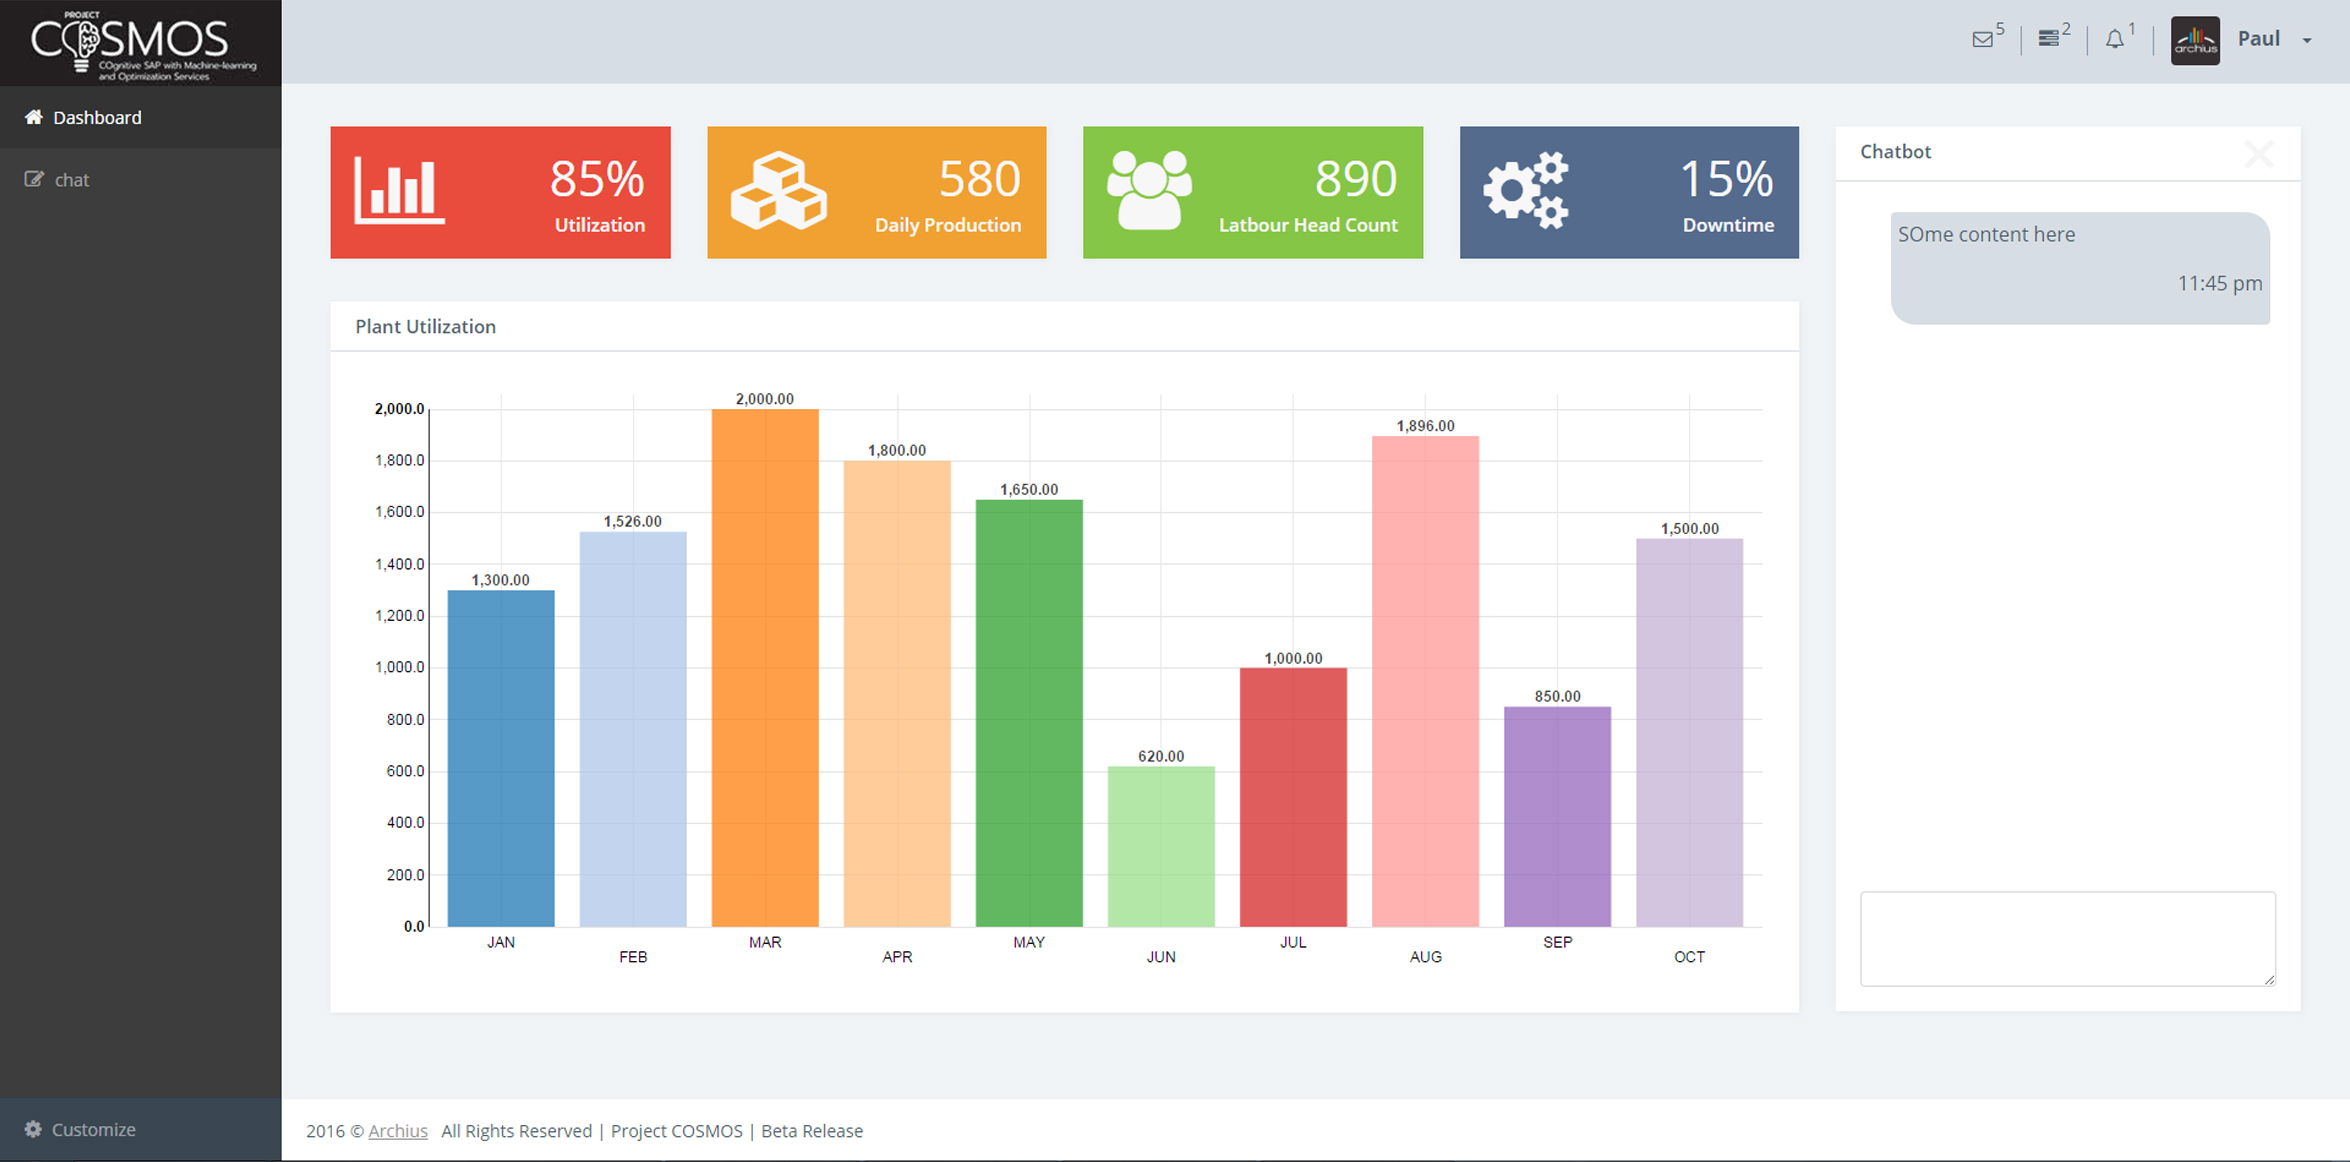 PROJECT
COSMOS
COgnitive SAP with Machine-learning
and Optimization Services
5
2
1
archius
Paul
Dashboard
chat
85%
Utilization
580
Daily Production
890
Latbour Head Count
15%
Downtime
Chatbot
SOme content here
11:45 pm
Plant Utilization
2,000.0
1,800.0
1,600.0
1,400.0
1,200.0
1,000.0
800.0
600.0
400.0
200.0
0.0
1,300.00
1,526.00
2,000.00
1,800.00
1,650.00
620.00
1,000.00
1,896.00
850.00
1,500.00
JAN
FEB
MAR
APR
MAY
JUN
JUL
AUG
SEP
OCT
Customize
2016 © Archius All Rights Reserved | Project COSMOS | Beta Release